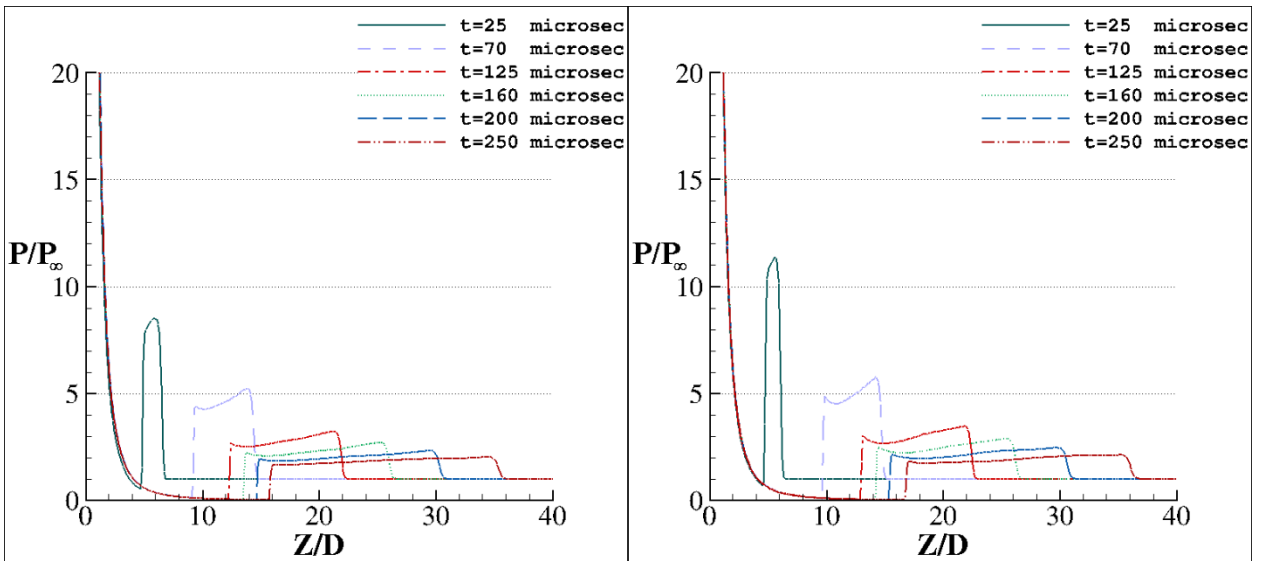 t=25 microsec
t=70 microsec
t=125 microsec
t=160 microsec
t=200 microsec
t=250 microsec
20
15
10
5
0
P/P∞
0 10 20 30 40
Z/D
t=25 microsec
t=70 microsec
t=125 microsec
t=160 microsec
t=200 microsec
t=250 microsec
20
15
10
5
0
P/P∞
0 10 20 30 40
Z/D